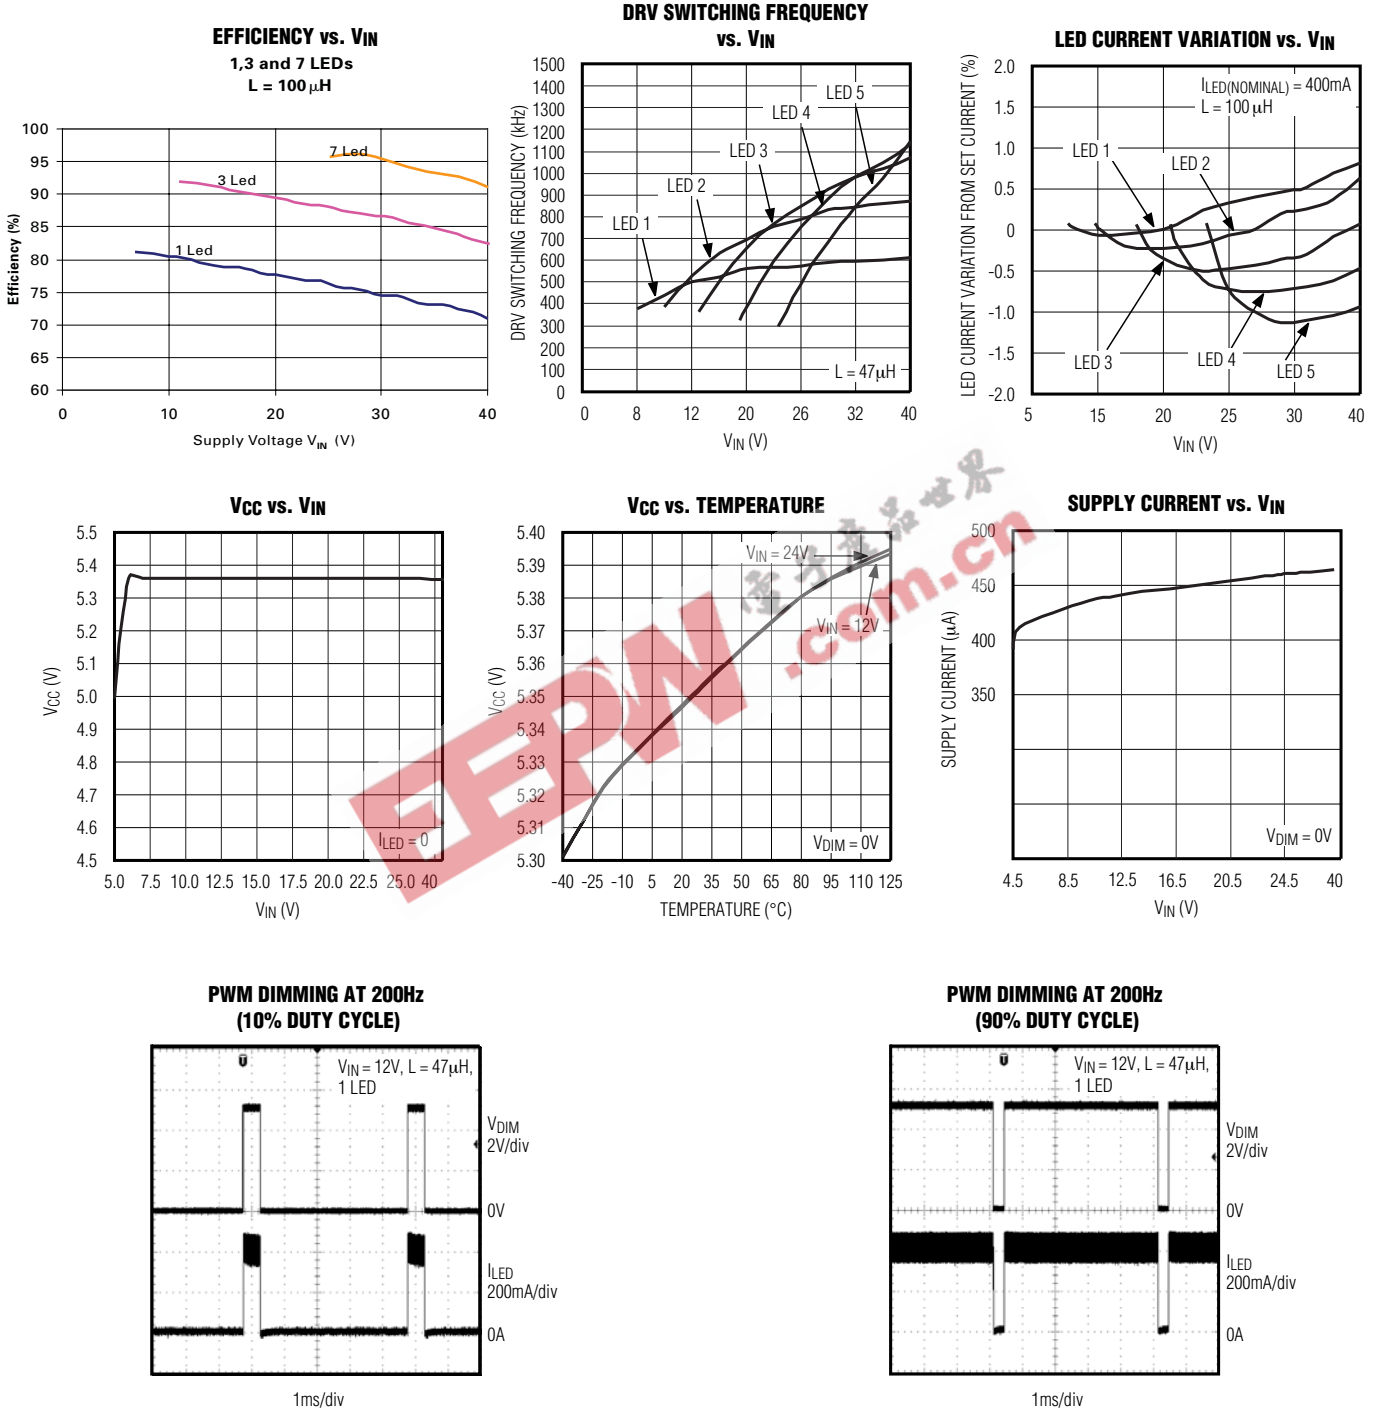 EFFICIENCY vs. VIN
1,3 and 7 LEDs
L = 100 μH
Efficiency (%)
100
95
90
85
80
75
70
65
60
7 Led
3 Led
1 Led
0 10 20 30 40
Supply Voltage VIN (V)
DRV SWITCHING FREQUENCY
vs. VIN
DRV SWITCHING FREQUENCY (kHz)
1500
1400
1300
1200
1100
1000
900
800
700
600
500
400
300
200
100
0
LED 5
LED 4
LED 3
LED 2
LED 1
L = 47μH
0 8 12 20 26 32 40
VIN (V)
LED CURRENT VARIATION vs. VIN
LED CURRENT VARIATION FROM SET CURRENT (%)
2.0
1.5
1.0
0.5
0
-0.5
-1.0
-1.5
-2.0
ILED(NOMINAL) = 400mA
L = 100 μH
LED 1
LED 2
LED 3
LED 4
LED 5
5 15 20 25 30 40
VIN (V)
VCC vs. VIN
VCC (V)
5.5
5.4
5.3
5.2
5.1
5.0
4.9
4.8
4.7
4.6
4.5
ILED = 0
5.0 7.5 10.0 12.5 17.5 20.0 22.5 25.0 40
VIN (V)
VCC vs. TEMPERATURE
VCC (V)
5.40
5.39
5.38
5.37
5.36
5.35
5.34
5.33
5.32
5.31
5.30
VIN = 24V
VIN = 12V
VDIM = 0V
-40 -25 -10 5 20 35 50 65 80 95 110 125
TEMPERATURE (°C)
SUPPLY CURRENT vs. VIN
SUPPLY CURRENT (μA)
500
450
400
350
VDIM = 0V
4.5 8.5 12.5 16.5 20.5 24.5 40
VIN (V)
EEPW
.com.cn
電子產品世界
PWM DIMMING AT 200Hz
(10% DUTY CYCLE)
T
VIN = 12V, L = 47μH,
1 LED
VDIM
2V/div
0V
ILED
200mA/div
0A
1ms/div
PWM DIMMING AT 200Hz
(90% DUTY CYCLE)
T
VIN = 12V, L = 47μH,
1 LED
VDIM
2V/div
0V
ILED
200mA/div
0A
1ms/div